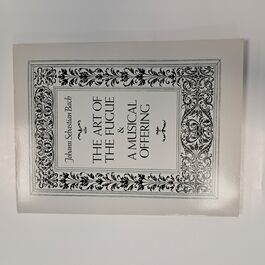 Johann Sebastian Bach
THE ART OF
THE FUGUE
&
A MUSICAL
OFFERING